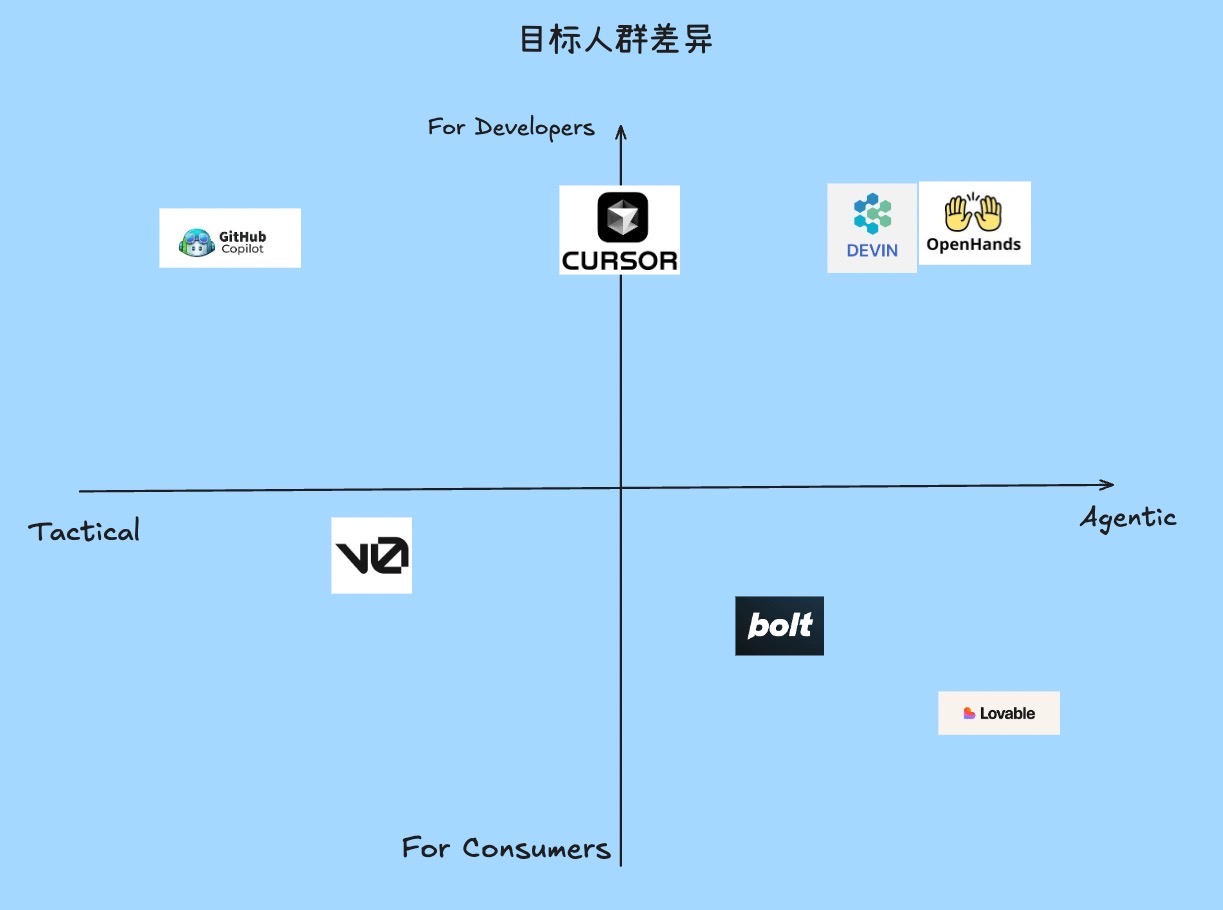 目标人群差异
For Developers
GitHub
Copilot
CURSOR
DEVIN
OpenHands
Tactical
Agentic
v0
bolt
Lovable
For Consumers